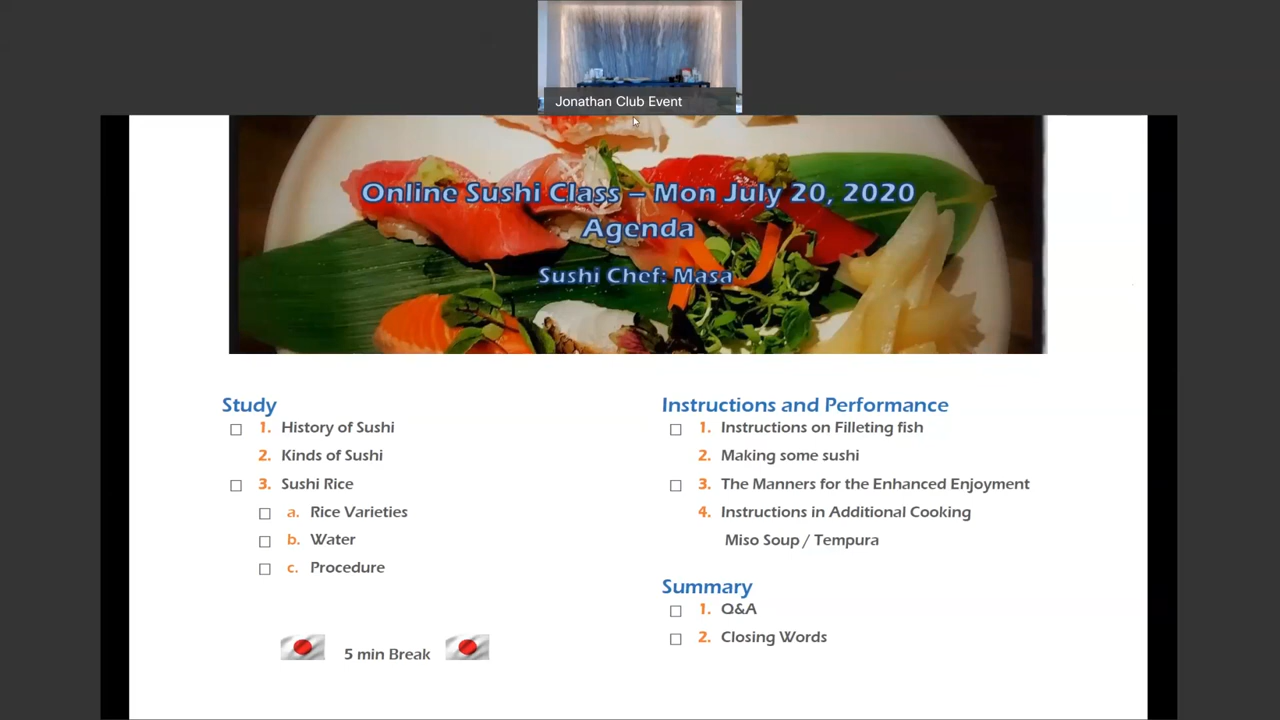 Jonathan Club Event
Online Sushi Class – Mon July 20, 2020
Agenda
Sushi Chef: Masa
Study
1. History of Sushi
2. Kinds of Sushi
3. Sushi Rice
a. Rice Varieties
b. Water
c. Procedure
5 min Break
Instructions and Performance
1. Instructions on Filleting fish
2. Making some sushi
3. The Manners for the Enhanced Enjoyment
4. Instructions in Additional Cooking
Miso Soup / Tempura
Summary
1. Q&A
2. Closing Words